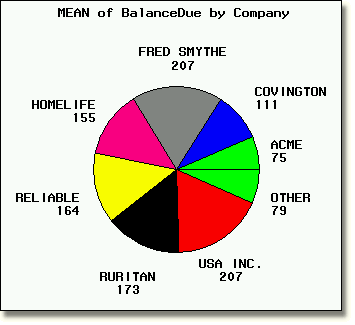 MEAN of BalanceDue by Company
FRED SMYTHE
207
COVINGTON
111
HOMELIFE
155
ACME
75
RELIABLE
164
OTHER
79
USA INC.
207
RURITAN
173